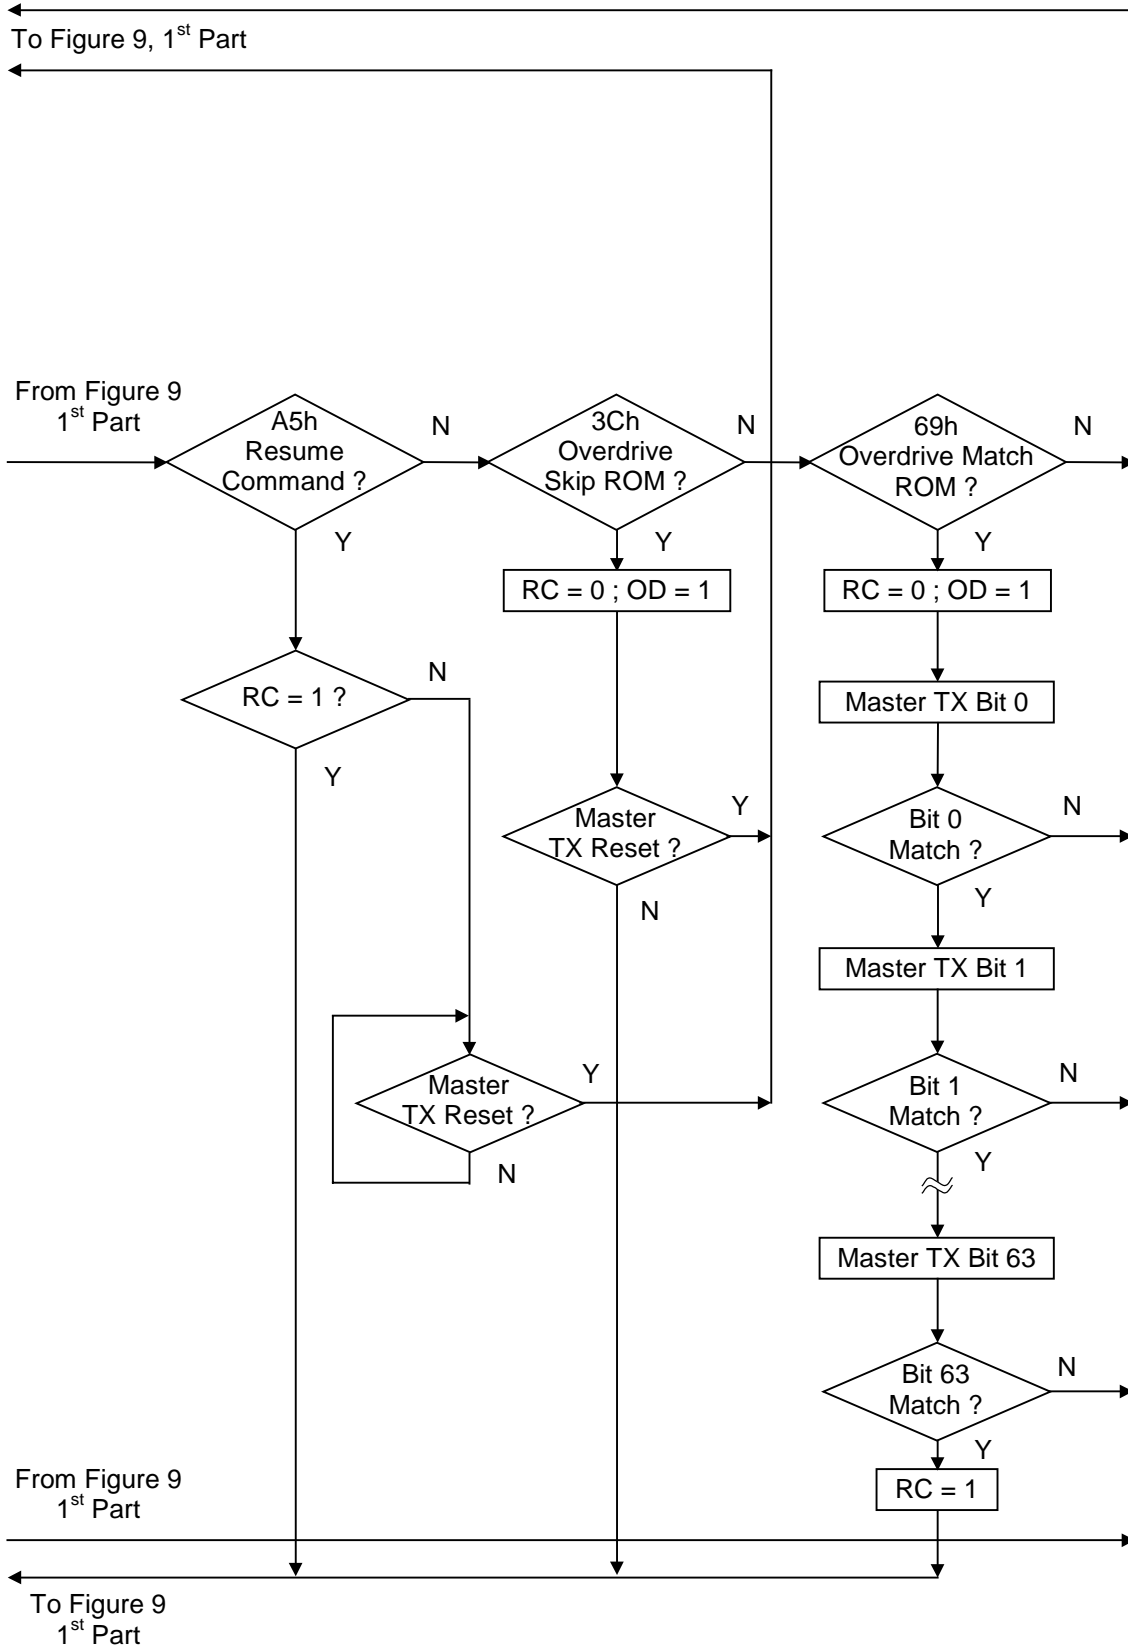 To Figure 9, 1st Part
From Figure 9
1st Part
A5h
Resume
Command ?
N
Y
3Ch
Overdrive
Skip ROM ?
N
Y
69h
Overdrive Match
ROM ?
N
Y
RC = 0 ; OD = 1
RC = 0 ; OD = 1
RC = 1 ?
N
Y
Master TX Bit 0
Master
TX Reset ?
Y
N
Bit 0
Match ?
N
Y
Master TX Bit 1
Master
TX Reset ?
Y
N
Bit 1
Match ?
N
Y
Master TX Bit 63
Bit 63
Match ?
N
Y
From Figure 9
1st Part
RC = 1
To Figure 9
1st Part